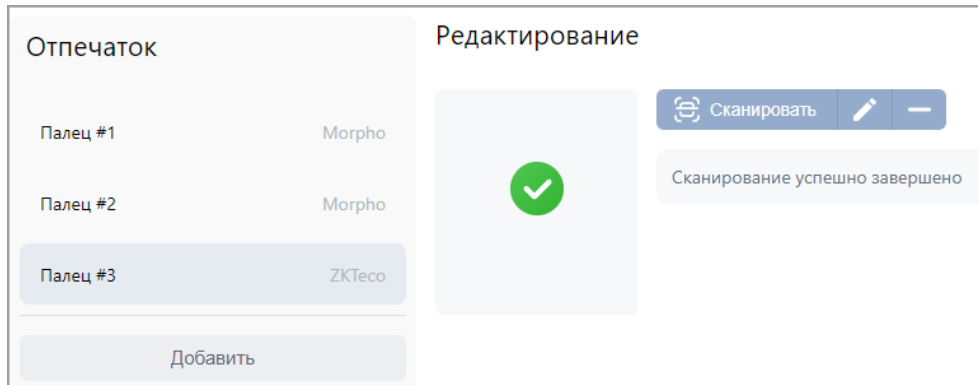 Отпечаток
Палец #1 Morpho
Палец #2 Morpho
Палец #3 ZKTeco
Добавить
Редактирование
Сканировать
Сканирование успешно завершено